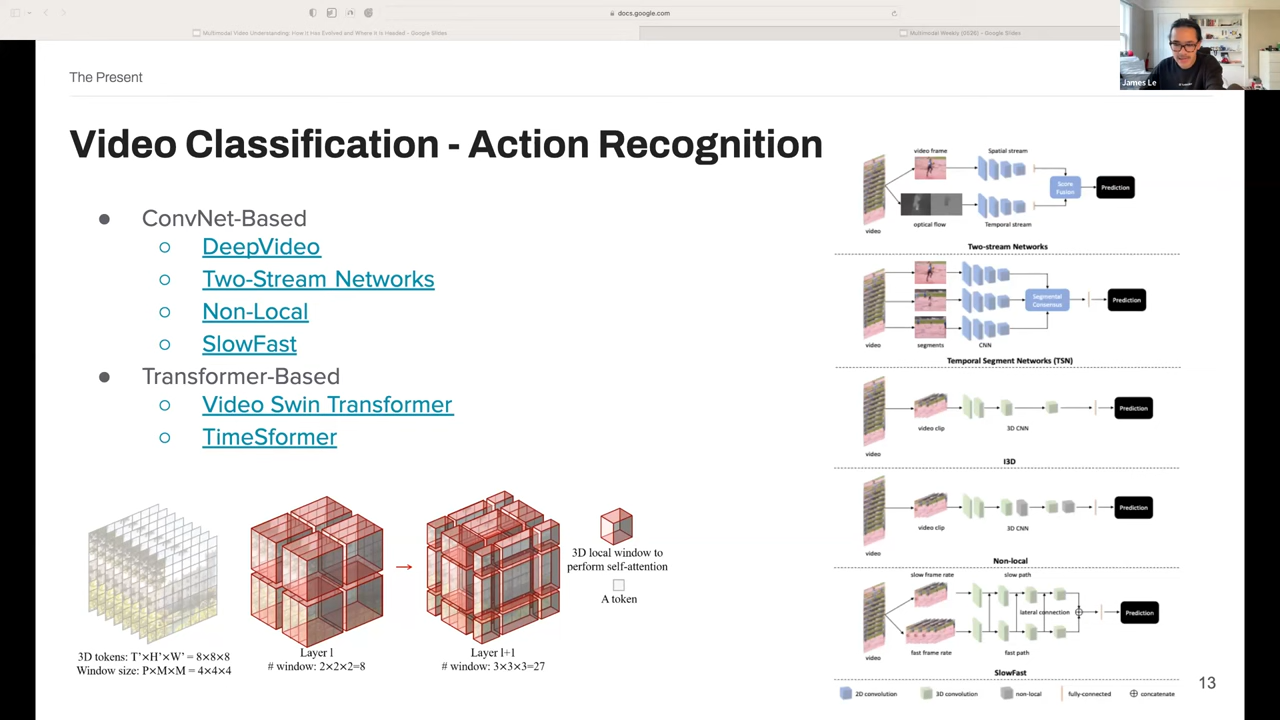 docs.google.com
Multimodal Video Understanding: How It Has Evolved and Where It Is Headed - Google Slides
Multimodal Weekly (0626) - Google Slides
James Le
The Present
Video Classification - Action Recognition
● ConvNet-Based
○ DeepVideo
○ Two-Stream Networks
○ Non-Local
○ SlowFast
● Transformer-Based
○ Video Swin Transformer
○ TimeSformer
3D tokens: T'×H'×W' = 8×8×8
Window size: P×M×M = 4×4×4
Layer l
# window: 2×2×2=8
Layer l+1
# window: 3×3×3=27
3D local window to
perform self-attention
A token
video frame
Spatial stream
Score
Fusion
Prediction
optical flow
Temporal stream
video
Two-stream Networks
Segmental
Consensus
Prediction
video
segments
CNN
Temporal Segment Networks (TSN)
Prediction
video clip
3D CNN
video
I3D
Prediction
video clip
3D CNN
video
Non-local
slow frame rate
slow path
lateral connection
Prediction
fast frame rate
fast path
video
SlowFast
2D convolution
3D convolution
non-local
fully-connected
concatenate
13